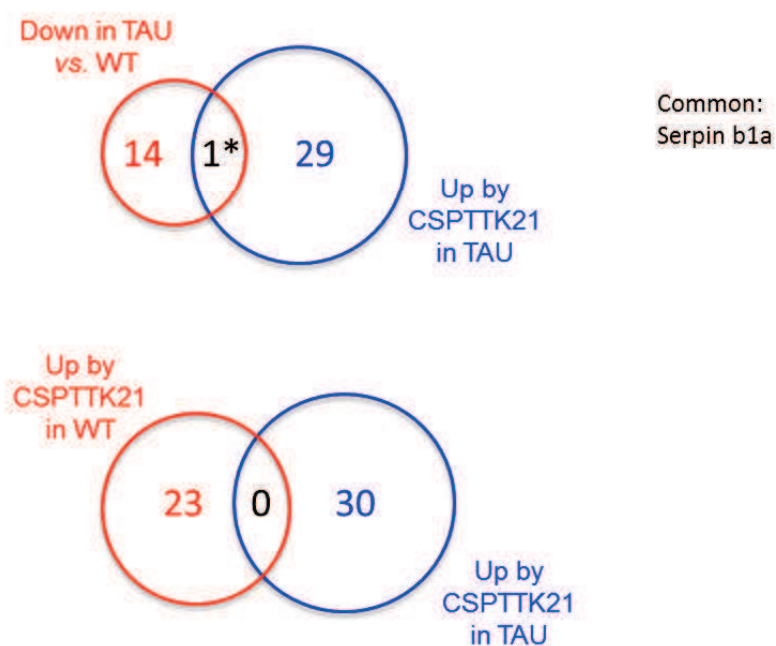 Down in TAU
vs. WT
14
1*
29
Up by
CSPTTK21
in TAU
Common:
Serpin b1a
Up by
CSPTTK21
in WT
23
0
30
Up by
CSPTTK21
in TAU